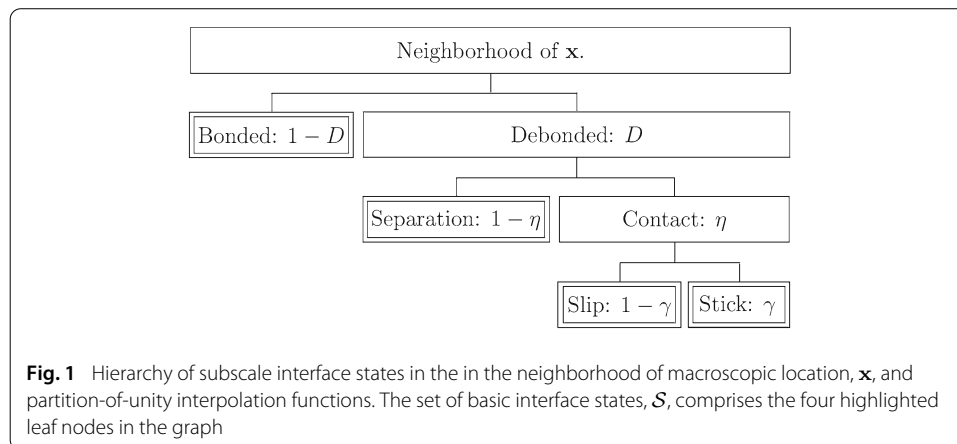 Neighborhood of x.
Bonded: 1 − D
Debonded: D
Separation: 1 − η
Contact: η
Slip: 1 − γ
Stick: γ
Fig. 1 Hierarchy of subscale interface states in the in the neighborhood of macroscopic location, x, and
partition-of-unity interpolation functions. The set of basic interface states, 𝓢, comprises the four highlighted
leaf nodes in the graph